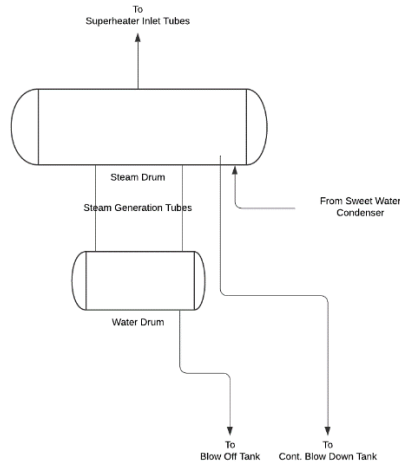 To
Superheater Inlet Tubes
Steam Drum
Steam Generation Tubes
From Sweet Water
Condenser
Water Drum
To
Blow Off Tank
To
Cont. Blow Down Tank